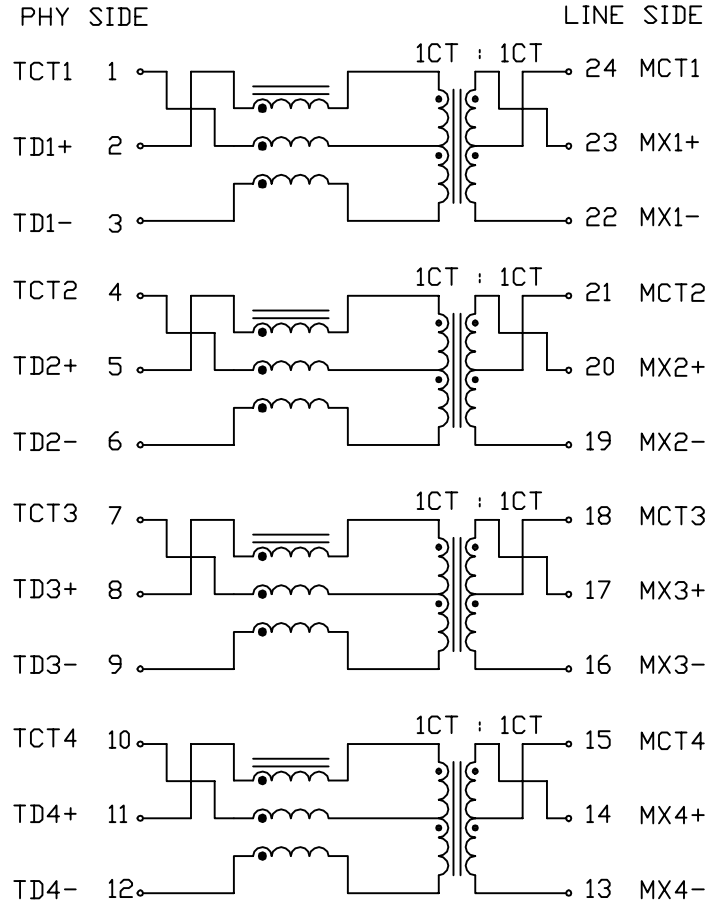 PHY SIDE LINE SIDE
1CT : 1CT
TCT1 1 24 MCT1
TD1+ 2 23 MX1+
TD1- 3 22 MX1-
1CT : 1CT
TCT2 4 21 MCT2
TD2+ 5 20 MX2+
TD2- 6 19 MX2-
1CT : 1CT
TCT3 7 18 MCT3
TD3+ 8 17 MX3+
TD3- 9 16 MX3-
1CT : 1CT
TCT4 10 15 MCT4
TD4+ 11 14 MX4+
TD4- 12 13 MX4-